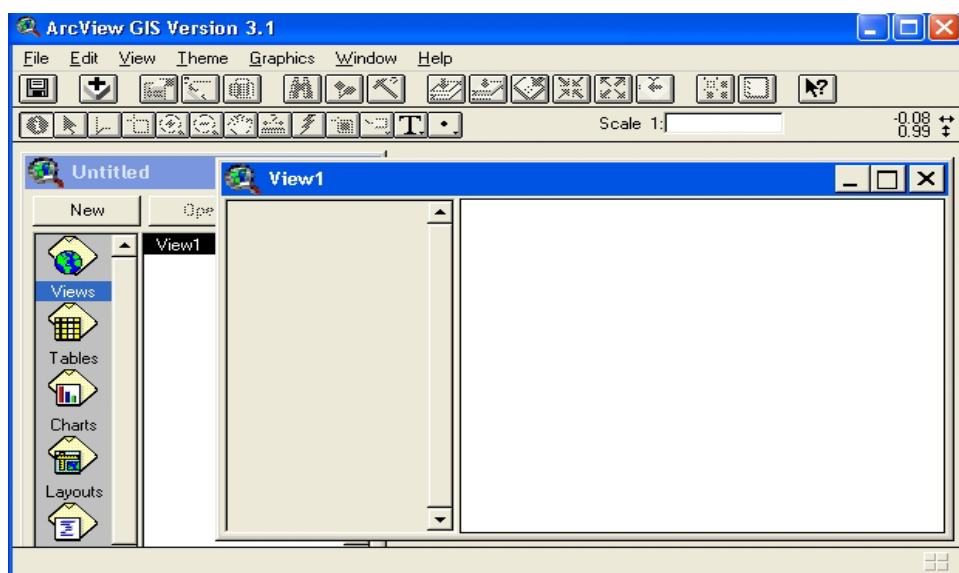 ArcView GIS Version 3.1
File Edit View Theme Graphics Window Help
T.
Scale 1:
-0.08
0.99
Untitled
View1
New Ope
View1
Views
Tables
Charts
Layouts